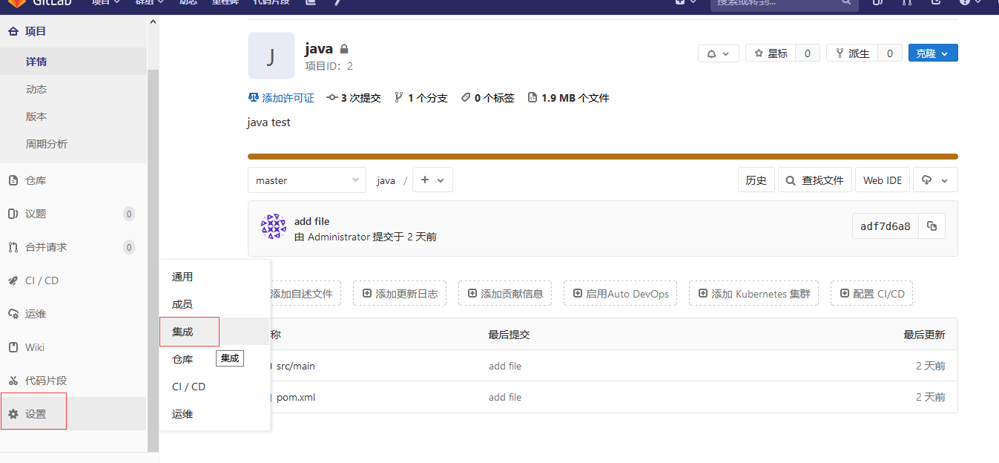 GitLab 项目 群组 动态 里程碑 代码片段 搜索或转到...
项目
详情
动态
版本
周期分析
仓库
议题 0
合并请求 0
CI / CD
运维
Wiki
代码片段
设置
通用
成员
集成
仓库
集成
CI / CD
运维
J
java
项目ID：2
星标 0
派生 0
克隆
添加许可证 3 次提交 1 个分支 0 个标签 1.9 MB 个文件
java test
master java / + 历史 查找文件 Web IDE
add file
由 Administrator 提交于 2 天前
adf7d6a8
添加自述文件 添加更新日志 添加贡献信息 启用Auto DevOps 添加 Kubernetes 集群 配置 CI/CD
称 最后提交 最后更新
src/main add file 2 天前
pom.xml add file 2 天前